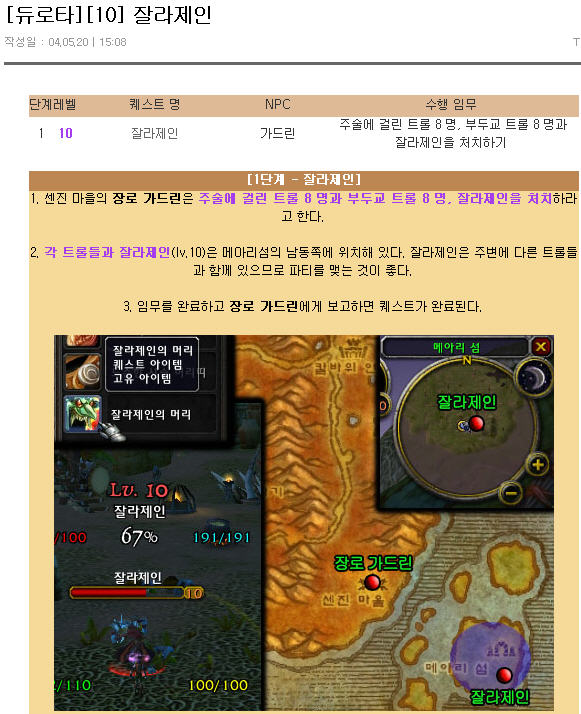 [듀로타][10] 잘라제인
작성일 : 04.05.20 | 15:08
T
단계레벨 퀘스트 명 NPC 수행 임무
1 10 잘라제인 가드린 주술에 걸린 트롤 8 명, 부두교 트롤 8 명과
잘라제인을 처치하기
[1단계 - 잘라제인]
1. 센진 마을의 장로 가드린은 주술에 걸린 트롤 8 명과 부두교 트롤 8 명, 잘라제인을 처치하라
고 한다.
2. 각 트롤들과 잘라제인(lv.10)은 메아리섬의 남동쪽에 위치해 있다. 잘라제인은 주변에 다른 트롤들
과 함께 있으므로 파티를 맺는 것이 좋다.
3. 임무를 완료하고 장로 가드린에게 보고하면 퀘스트가 완료된다.
잘라제인의 머리
퀘스트 아이템
고유 아이템
잘라제인의 머리
메아리 섬
N
잘라제인
Lv. 10
잘라제인
/100 67% 191/191
잘라제인
10
장로 가드린
센진 마을
메아리 섬
잘라제인
/110 100/100